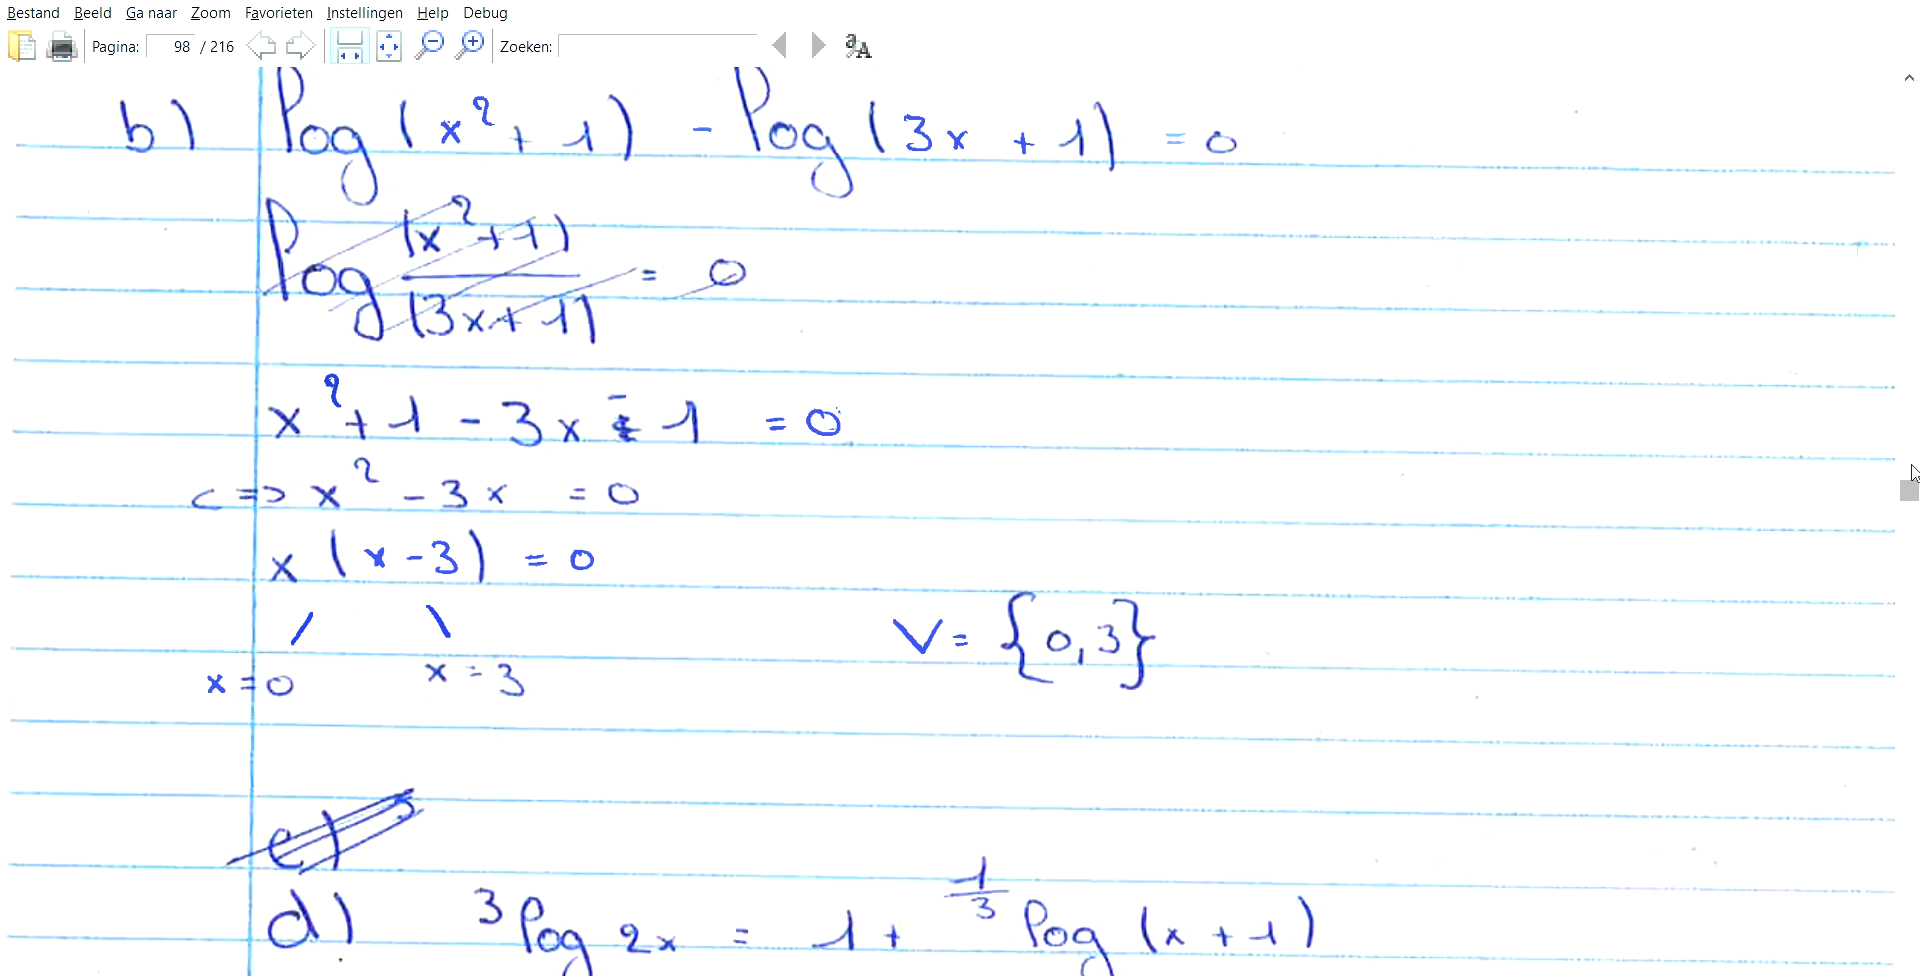 Bestand Beeld Ga naar Zoom Favorieten Instellingen Help Debug
Pagina: 98 / 216 Zoeken:
b) log (x² + 1) - log (3x + 1) = 0
log (x² + 1) / (3x + 1) = 0
x² + 1 - 3x - 1 = 0
<=> x² - 3x = 0
x (x - 3) = 0
x = 0 x = 3 V = {0, 3}
c)
d) ³log 2x = 1 + ^1/3 log (x + 1)